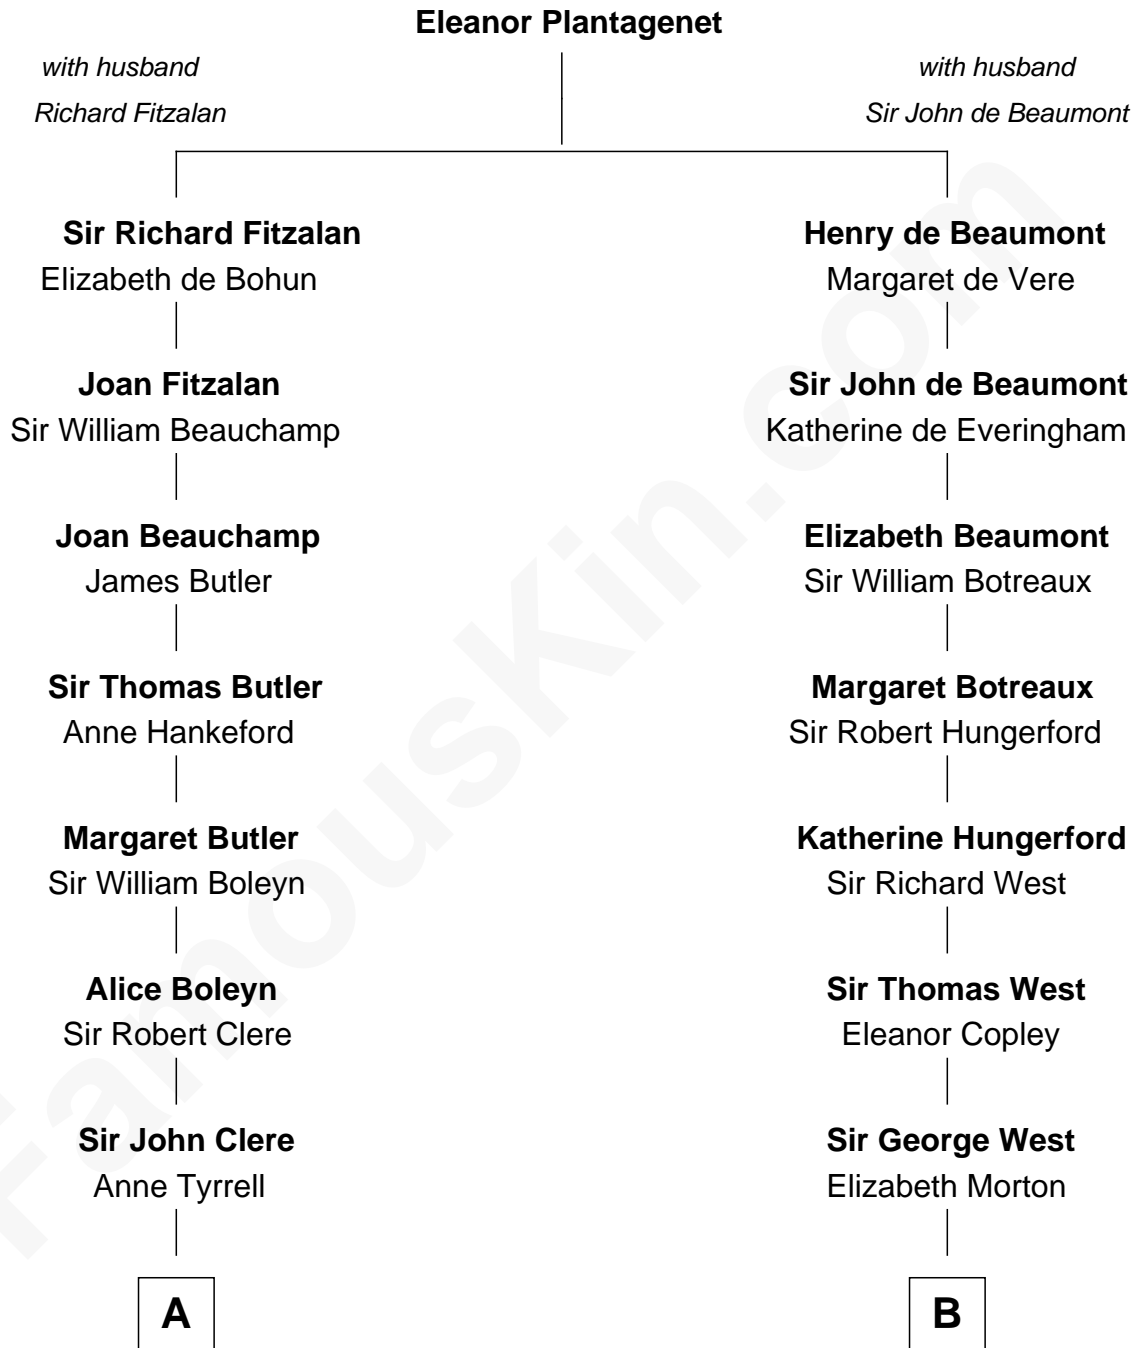 Eleanor Plantagenet
with husband
Richard Fitzalan
with husband
Sir John de Beaumont
Sir Richard Fitzalan
Elizabeth de Bohun
Henry de Beaumont
Margaret de Vere
Joan Fitzalan
Sir William Beauchamp
Sir John de Beaumont
Katherine de Everingham
Joan Beauchamp
James Butler
Elizabeth Beaumont
Sir William Botreaux
Sir Thomas Butler
Anne Hankeford
Margaret Botreaux
Sir Robert Hungerford
Margaret Butler
Sir William Boleyn
Katherine Hungerford
Sir Richard West
Alice Boleyn
Sir Robert Clere
Sir Thomas West
Eleanor Copley
Sir John Clere
Anne Tyrrell
Sir George West
Elizabeth Morton
A
B
FamousKin.com